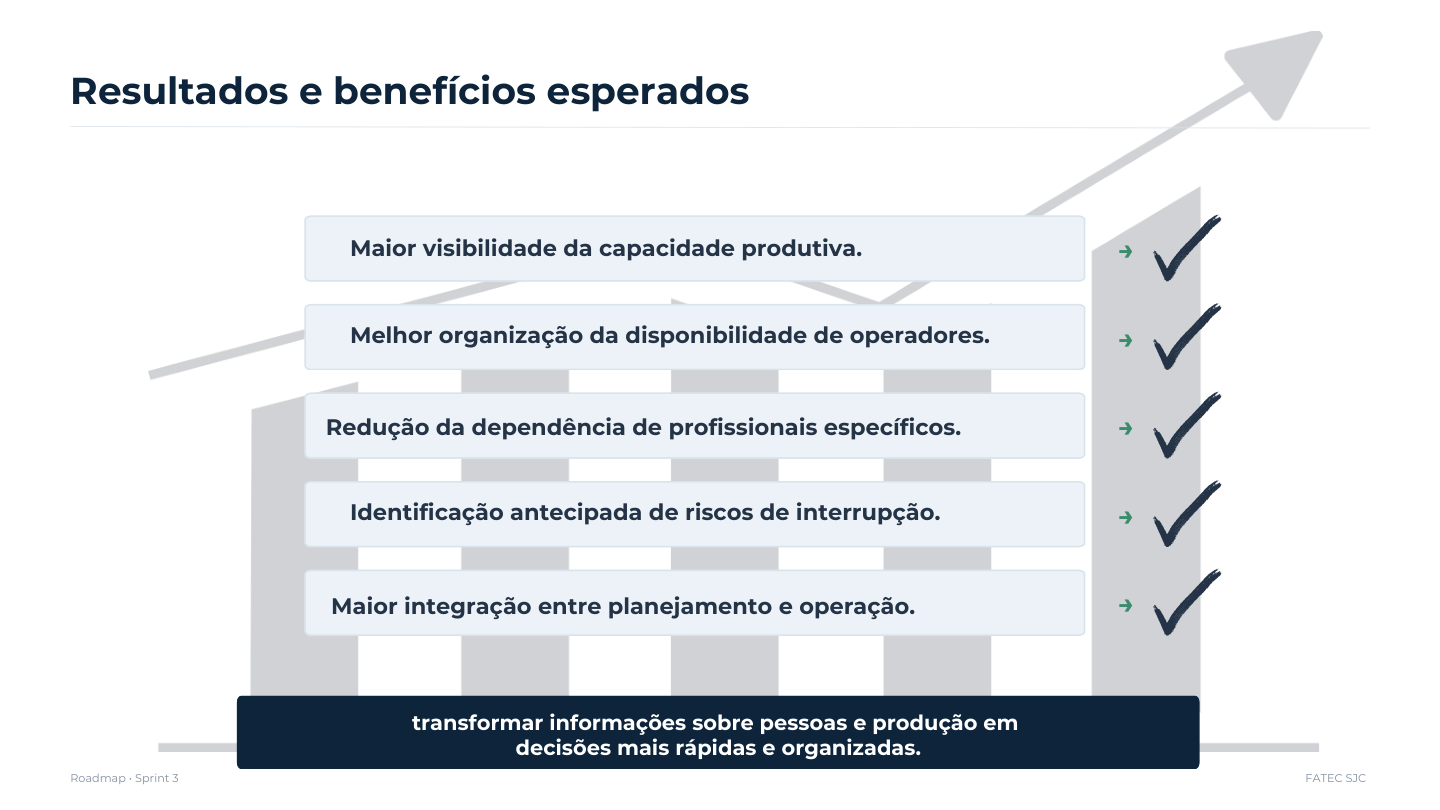 Resultados e benefícios esperados
Maior visibilidade da capacidade produtiva.
Melhor organização da disponibilidade de operadores.
Redução da dependência de profissionais específicos.
Identificação antecipada de riscos de interrupção.
Maior integração entre planejamento e operação.
transformar informações sobre pessoas e produção em
decisões mais rápidas e organizadas.
Roadmap • Sprint 3
FATEC SJC